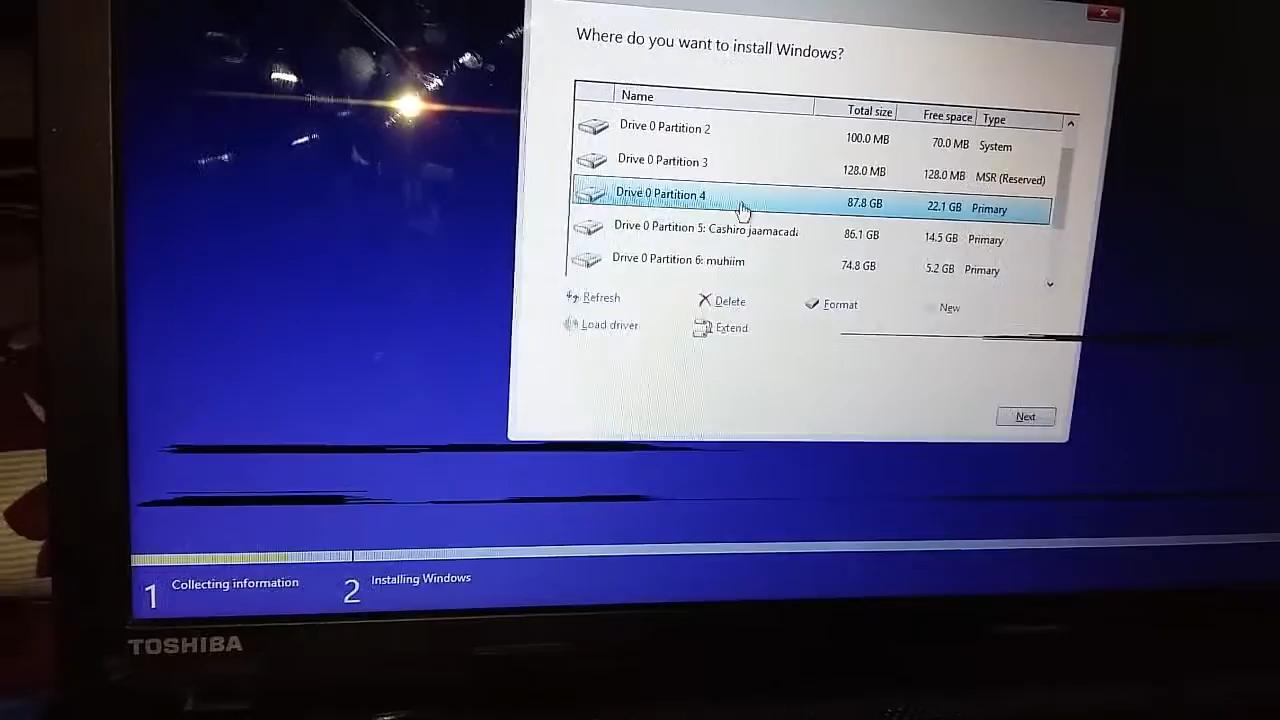 Where do you want to install Windows?
Name Total size Free space Type
Drive 0 Partition 2 100.0 MB 70.0 MB System
Drive 0 Partition 3 128.0 MB 128.0 MB MSR (Reserved)
Drive 0 Partition 4 87.8 GB 22.1 GB Primary
Drive 0 Partition 5: Cashiro jaamacadi 86.1 GB 14.5 GB Primary
Drive 0 Partition 6: muhiim 74.8 GB 5.2 GB Primary
Refresh Delete Format New
Load driver Extend
Next
1 Collecting information 2 Installing Windows
TOSHIBA